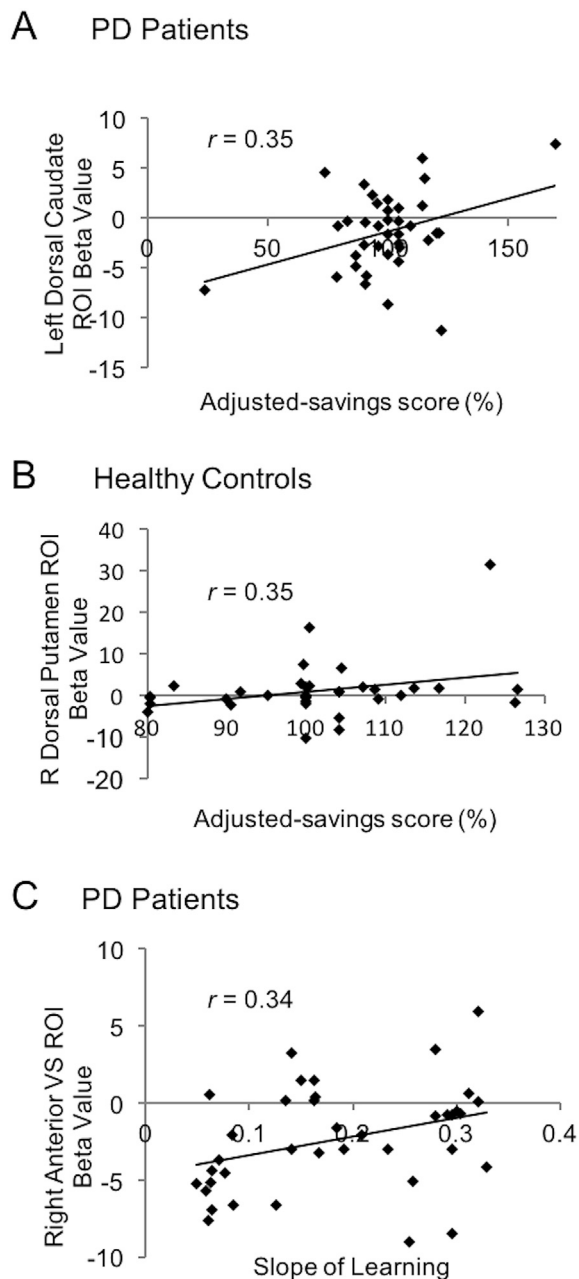 A PD Patients
Left Dorsal Caudate
ROI Beta Value
10
5
0
-5
-10
-15
r = 0.35
0 50 100 150
Adjusted-savings score (%)
B Healthy Controls
R Dorsal Putamen ROI
Beta Value
40
30
20
10
0
-10
-20
r = 0.35
80 90 100 110 120 130
Adjusted-savings score (%)
C PD Patients
Right Anterior VS ROI
Beta Value
10
5
0
-5
-10
r = 0.34
0 0.1 0.2 0.3 0.4
Slope of Learning